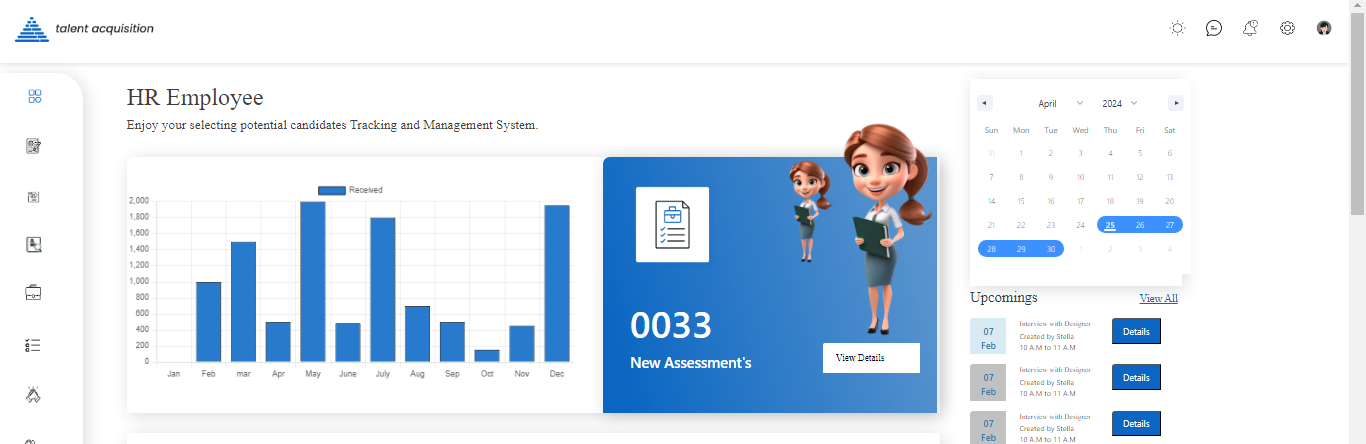 talent acquisition
HR Employee
Enjoy your selecting potential candidates Tracking and Management System.
Received
2,000
1,800
1,600
1,400
1,200
1,000
800
600
400
200
0
Jan Feb mar Apr May June July Aug Sep Oct Nov Dec
0033
New Assessment's
View Details
April 2024
Sun Mon Tue Wed Thu Fri Sat
31 1 2 3 4 5 6
7 8 9 10 11 12 13
14 15 16 17 18 19 20
21 22 23 24 25 26 27
28 29 30 1 2 3 4
Upcomings View All
07 Feb
Interview with Designer
Created by Stella
10 A.M to 11 A.M
Details
07 Feb
Interview with Designer
Created by Stella
10 A.M to 11 A.M
Details
07 Feb
Interview with Designer
Created by Stella
10 A.M to 11 A.M
Details